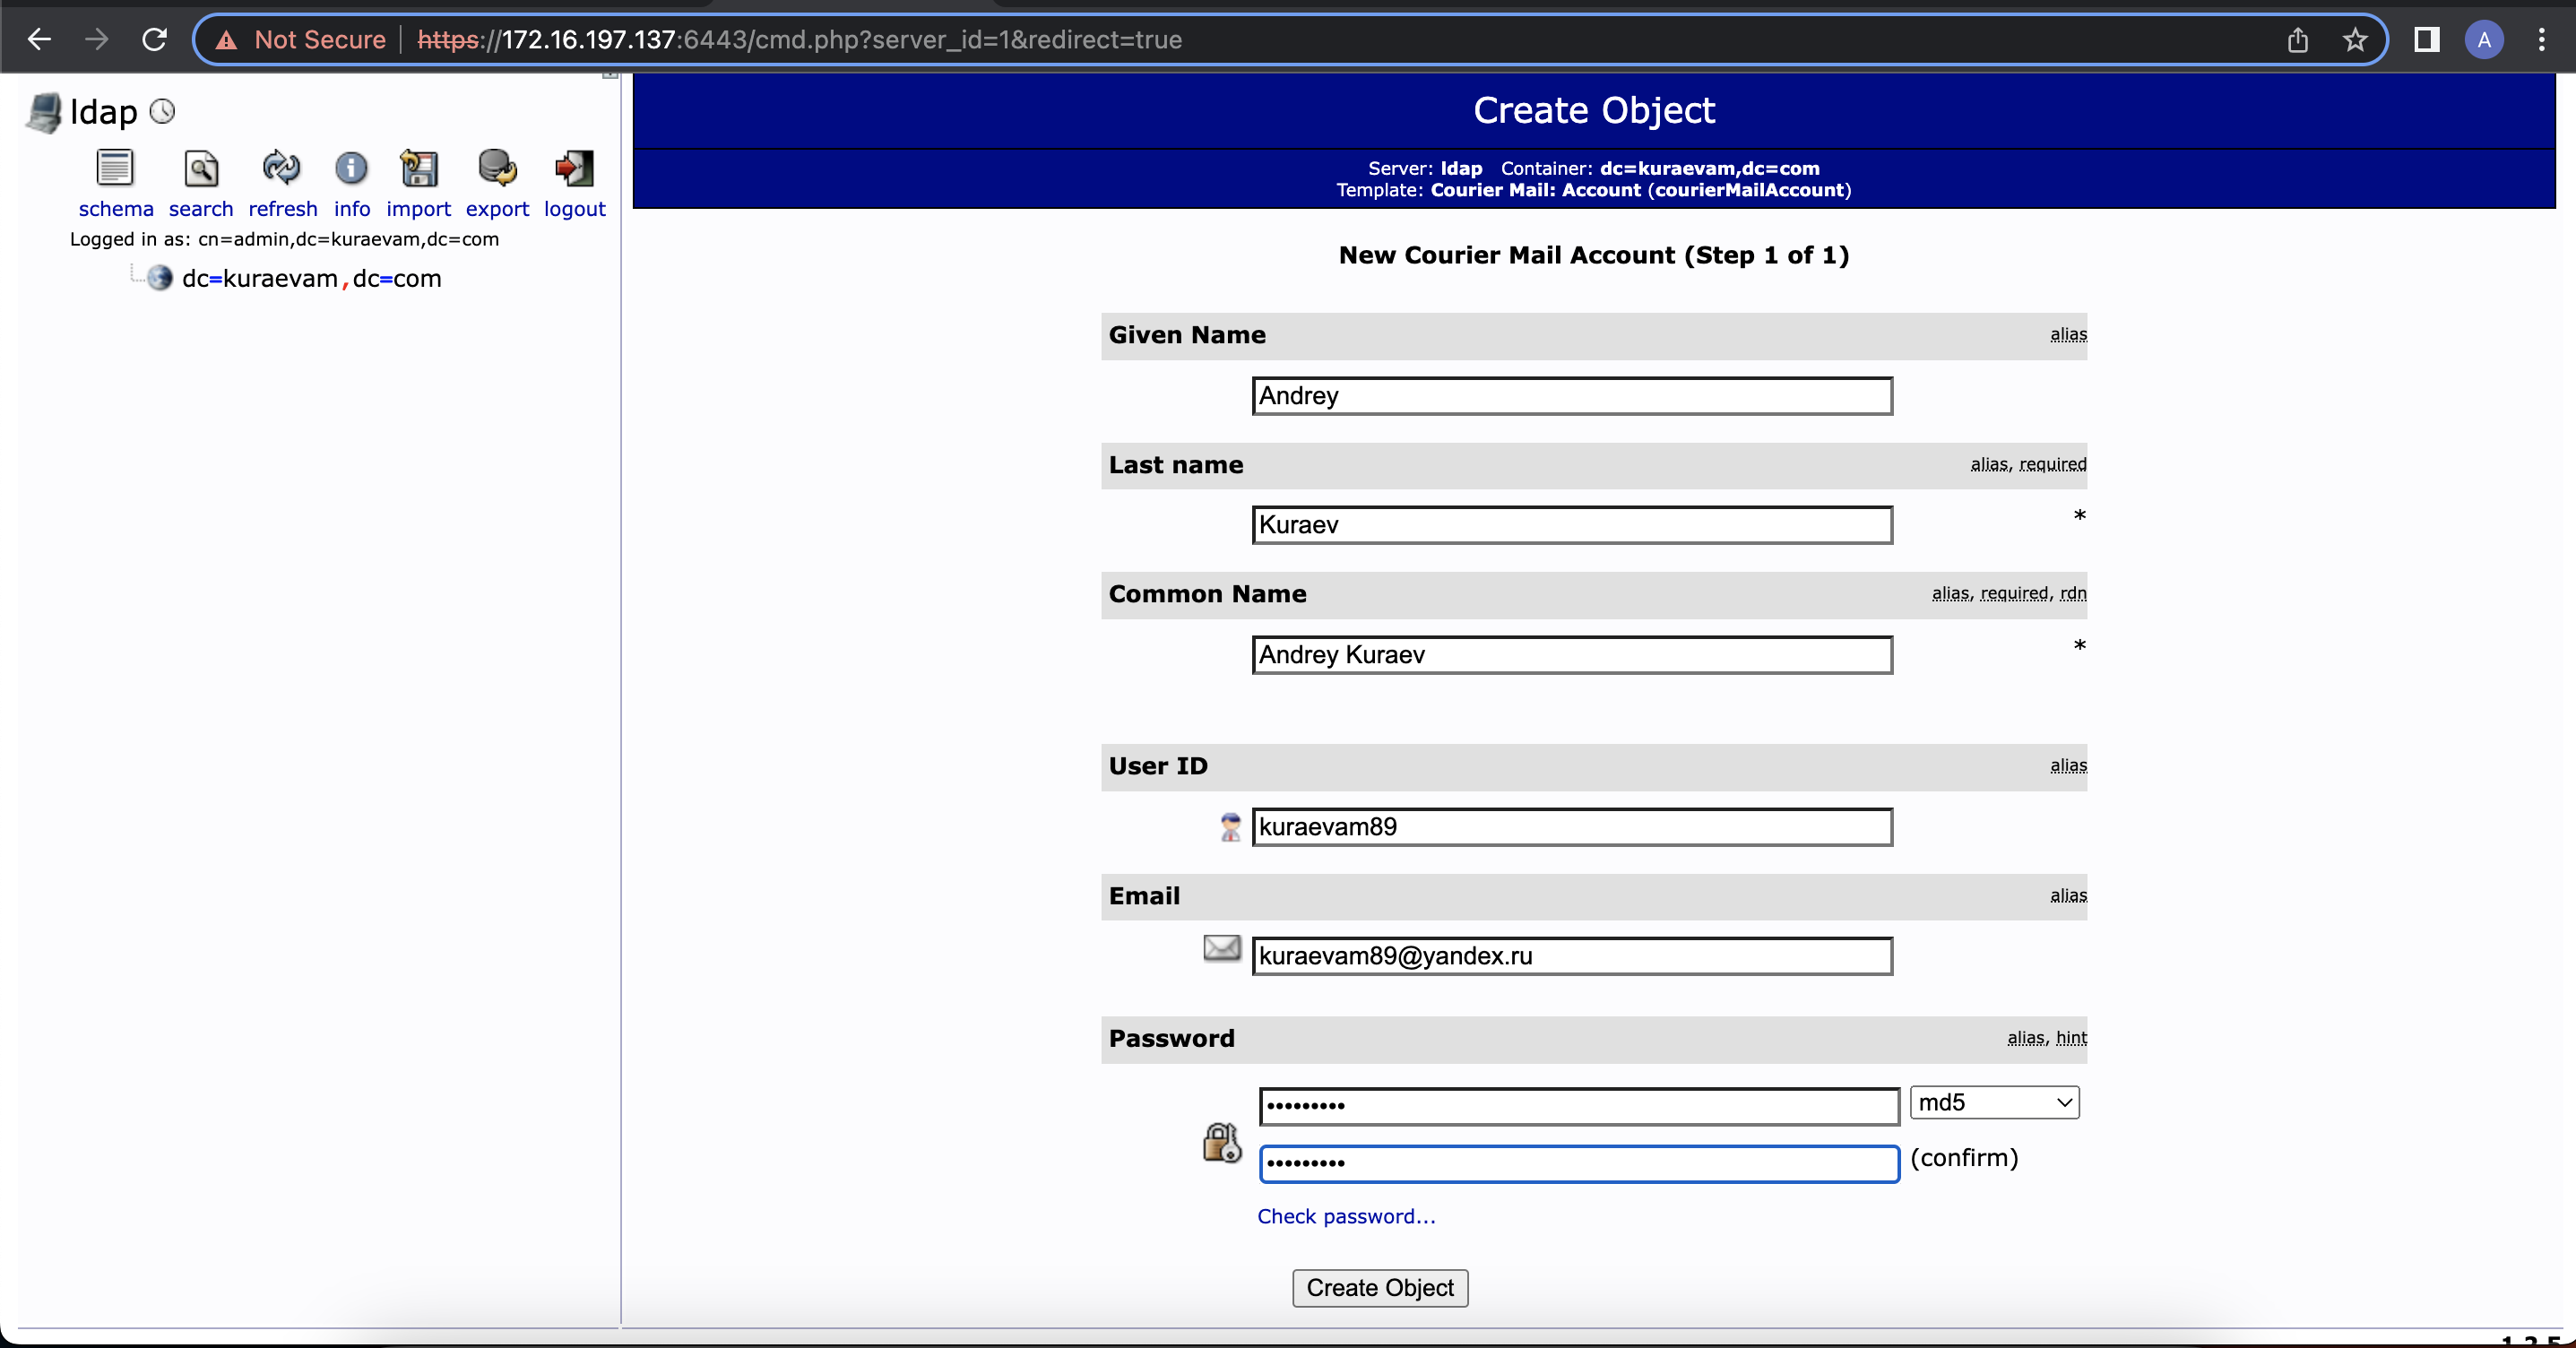 Not Secure https://172.16.197.137:6443/cmd.php?server_id=1&redirect=true A
ldap
schema search refresh info import export logout
Logged in as: cn=admin,dc=kuraevam,dc=com
dc=kuraevam,dc=com
Create Object
Server: ldap Container: dc=kuraevam,dc=com
Template: Courier Mail: Account (courierMailAccount)
New Courier Mail Account (Step 1 of 1)
Given Name alias
Andrey
Last name alias, required
Kuraev *
Common Name alias, required, rdn
Andrey Kuraev *
User ID alias
kuraevam89
Email alias
kuraevam89@yandex.ru
Password alias, hint
••••••••• md5
••••••••• (confirm)
Check password...
Create Object